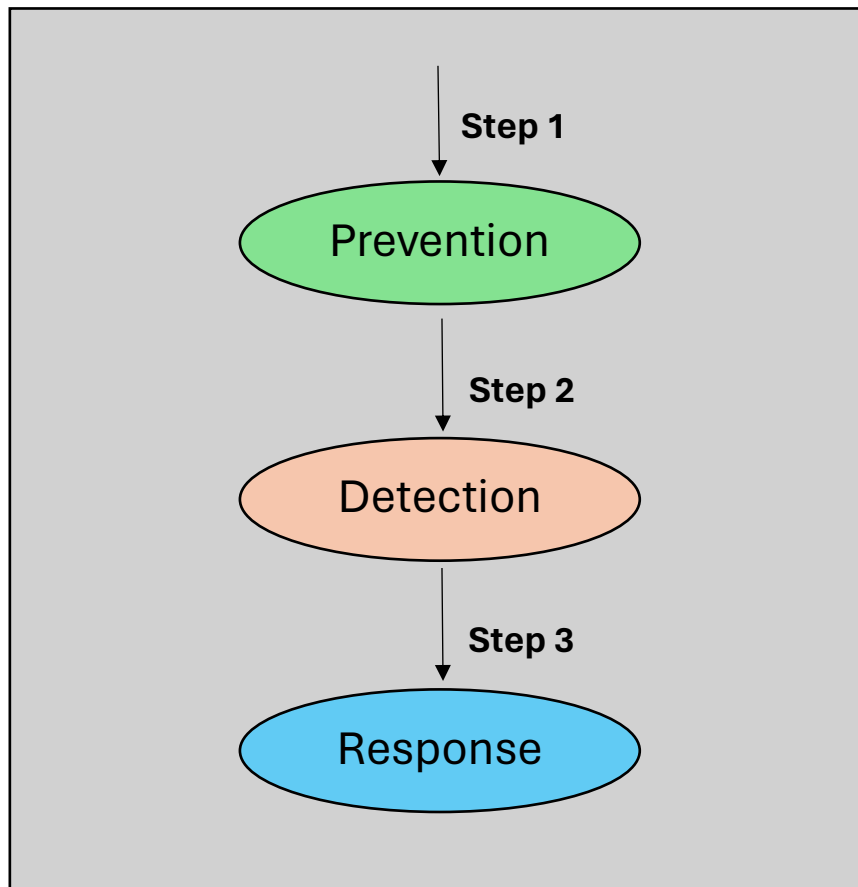 Step 1
Prevention
Step 2
Detection
Step 3
Response